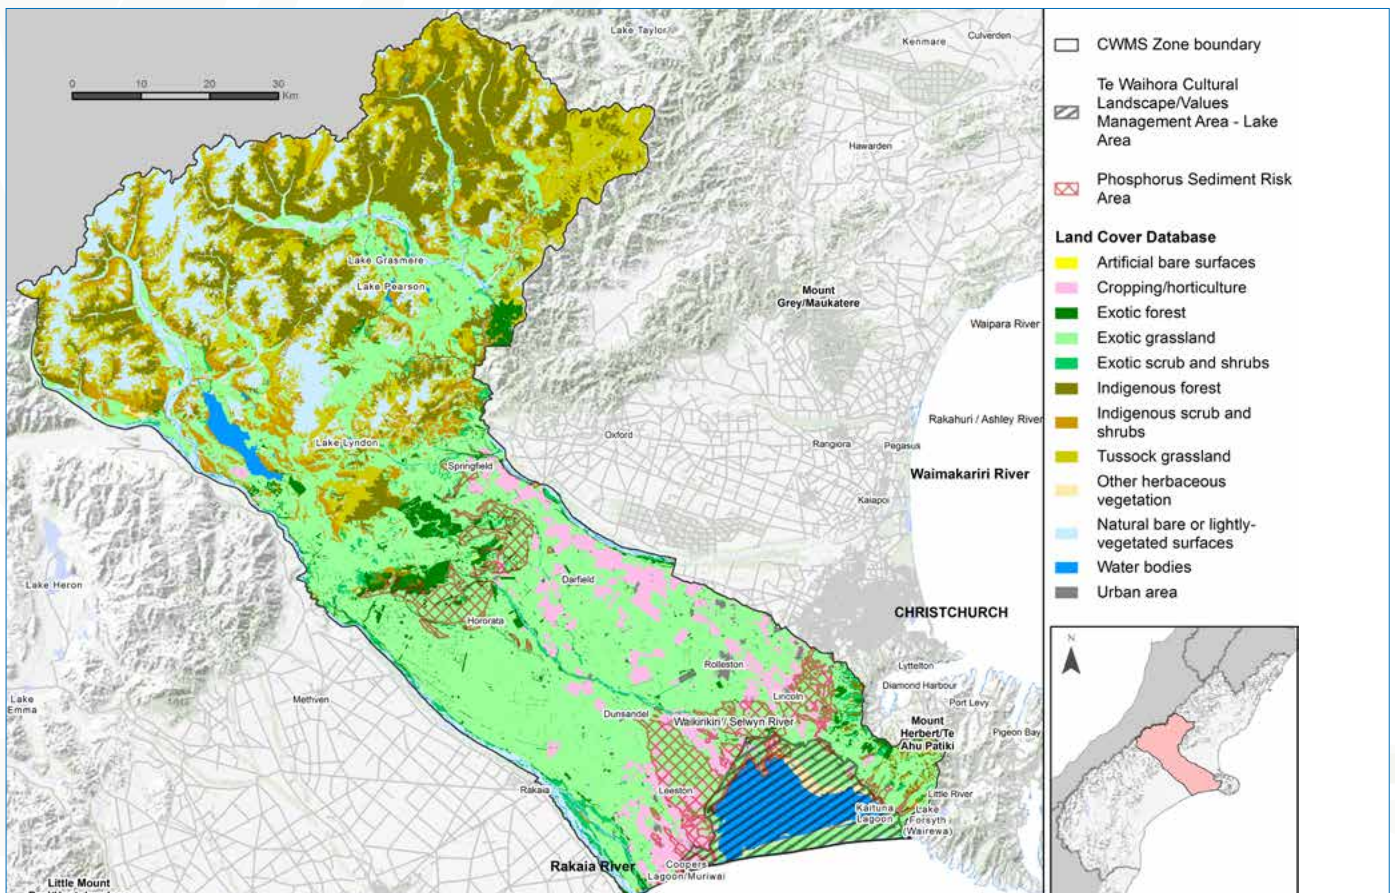 Lake Taylor
Kenmare
Culverden
0
10
20
30
Km
Hawarden
Lake Grasmere
Lake Pearson
Mount
Grey/Maukatere
Waipara River
Lake Lyndon
Oxford
Rakahuri / Ashley River
Rangiora
Pegasus
Springfield
Waimakariri River
Kaiapoi
Lake Heron
Darfield
CHRISTCHURCH
Hororata
Rolleston
Lyttelton
Lake
Emma
Methven
Lincoln
Diamond Harbour
Port Levy
Dunsandel
Waikirikiri / Selwyn River
Mount
Herbert/Te
Ahu Patiki
Pigeon Bay
Rakaia
Leeston
Little River
Kaituna
Lagoon
Lake
Forsyth
(Wairewa)
Rakaia River
Coopers
Lagoon/Muriwai
Little Mount
CWMS Zone boundary
Te Waihora Cultural
Landscape/Values
Management Area - Lake
Area
Phosphorus Sediment Risk
Area
Land Cover Database
Artificial bare surfaces
Cropping/horticulture
Exotic forest
Exotic grassland
Exotic scrub and shrubs
Indigenous forest
Indigenous scrub and
shrubs
Tussock grassland
Other herbaceous
vegetation
Natural bare or lightly-
vegetated surfaces
Water bodies
Urban area
N